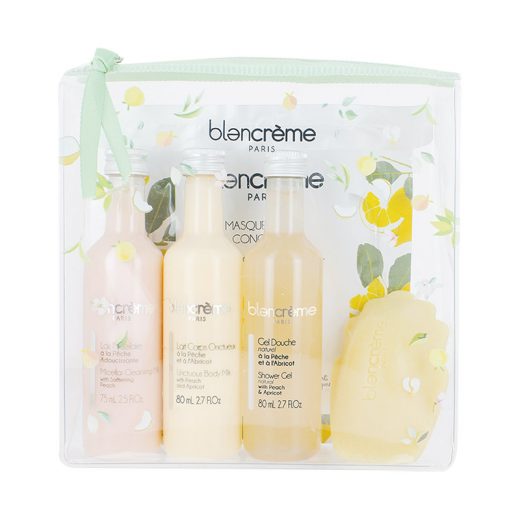 blancrème
PARIS
blancrème
PARIS
MASQUE
CONC
blancrème
PARIS
à la Pêche
Adoucissante
Micellar Cleansing
with Softening
Peach
75 mL 2.5 Fl.Oz
blancrème
PARIS
Lait Corps Onctueux
à la Pêche
et à l'Abricot
Unctuous Body Milk
with Peach
and Apricot
80 mL 2.7 Fl.Oz
blancrème
PARIS
Gel Douche
naturel
à la Pêche
et à l'Abricot
Shower Gel
natural
with Peach
& Apricot
80 mL 2.7 Fl.Oz
blancrème